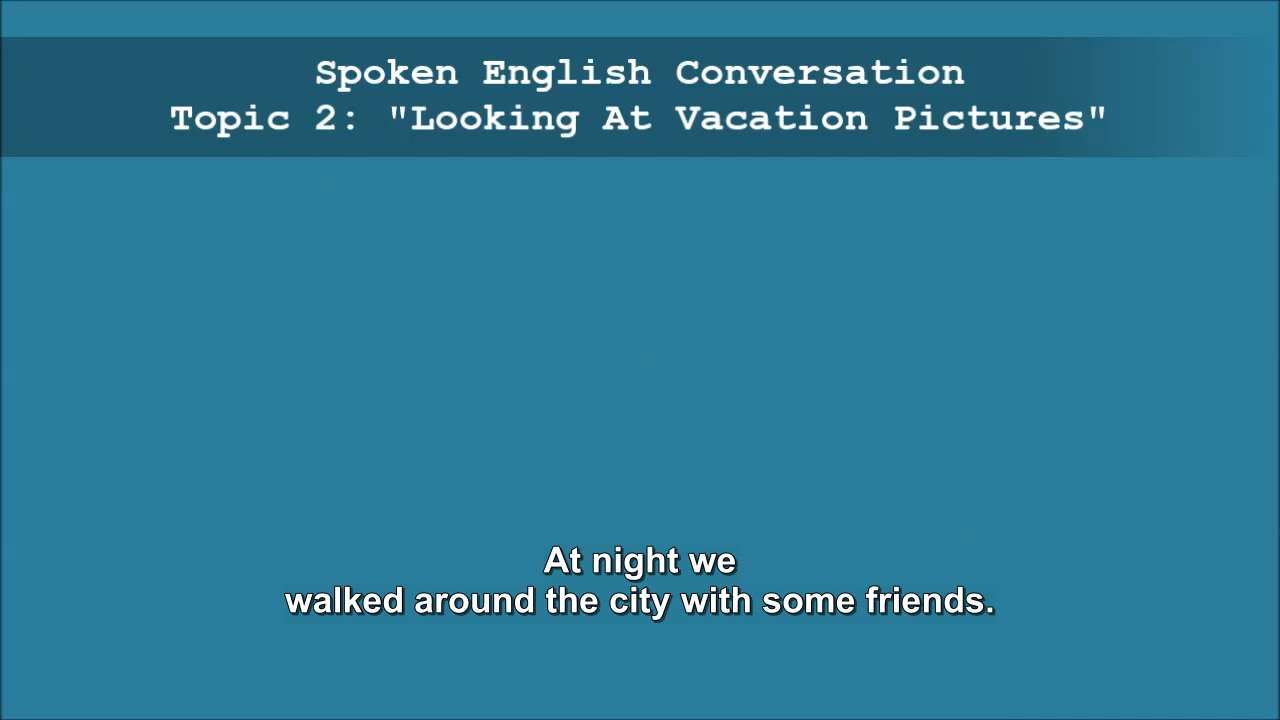 Spoken English Conversation
Topic 2: "Looking At Vacation Pictures"
At night we
walked around the city with some friends.